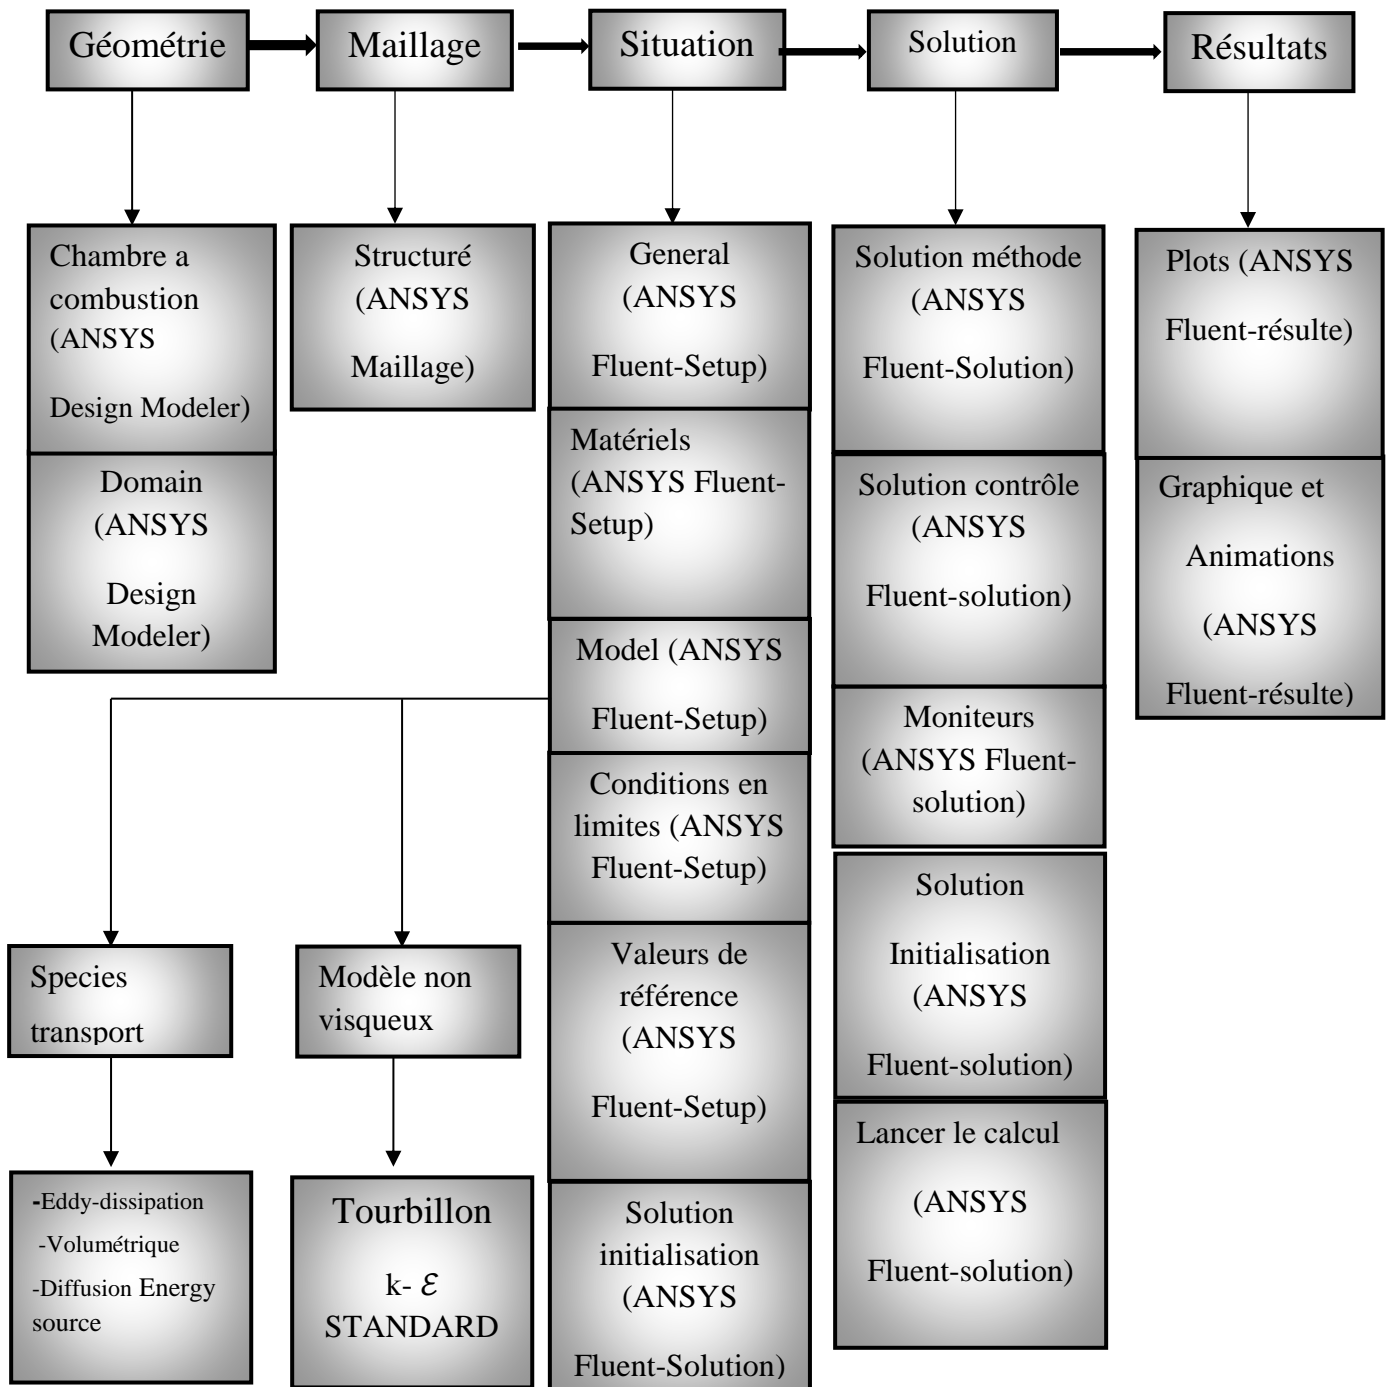 Géométrie
Maillage
Situation
Solution
Résultats
Chambre a
combustion
(ANSYS
Design Modeler)
Domain
(ANSYS
Design
Modeler)
Structuré
(ANSYS
Maillage)
General
(ANSYS
Fluent-Setup)
Matériels
(ANSYS Fluent-
Setup)
Model (ANSYS
Fluent-Setup)
Conditions en
limites (ANSYS
Fluent-Setup)
Valeurs de
référence
(ANSYS
Fluent-Setup)
Solution
initialisation
(ANSYS
Fluent-Solution)
Solution méthode
(ANSYS
Fluent-Solution)
Solution contrôle
(ANSYS
Fluent-solution)
Moniteurs
(ANSYS Fluent-
solution)
Solution
Initialisation
(ANSYS
Fluent-solution)
Lancer le calcul
(ANSYS
Fluent-solution)
Plots (ANSYS
Fluent-résulte)
Graphique et
Animations
(ANSYS
Fluent-résulte)
Species
transport
Modèle non
visqueux
-Eddy-dissipation
-Volumétrique
-Diffusion Energy
source
Tourbillon
k- ℰ
STANDARD